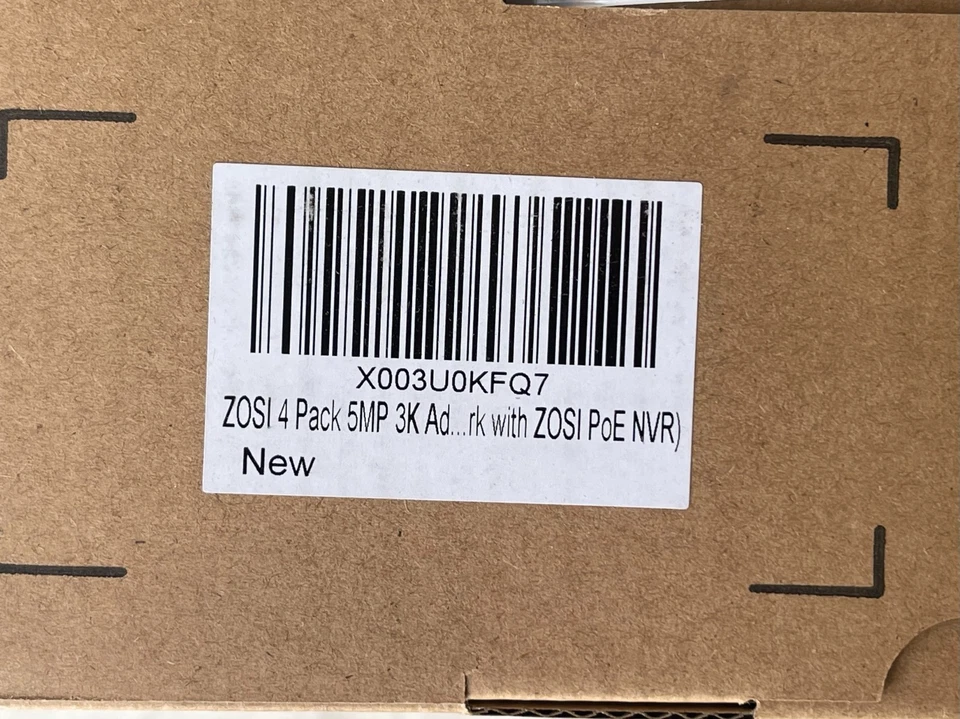 X003U0KFQ7
ZOSI 4 Pack 5MP 3K Ad...rk with ZOSI PoE NVR)
New